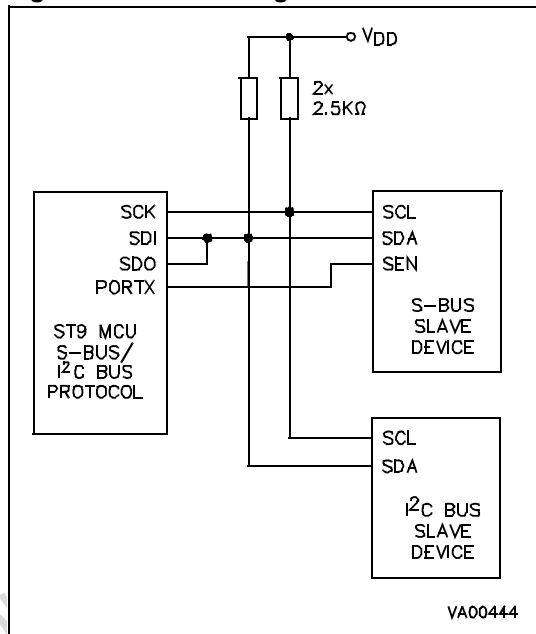 VDD
2x
2.5KΩ
SCK
SDI
SDO
PORTX
ST9 MCU
S-BUS/
I2C BUS
PROTOCOL
SCL
SDA
SEN
S-BUS
SLAVE
DEVICE
SCL
SDA
I2C BUS
SLAVE
DEVICE
VA00444